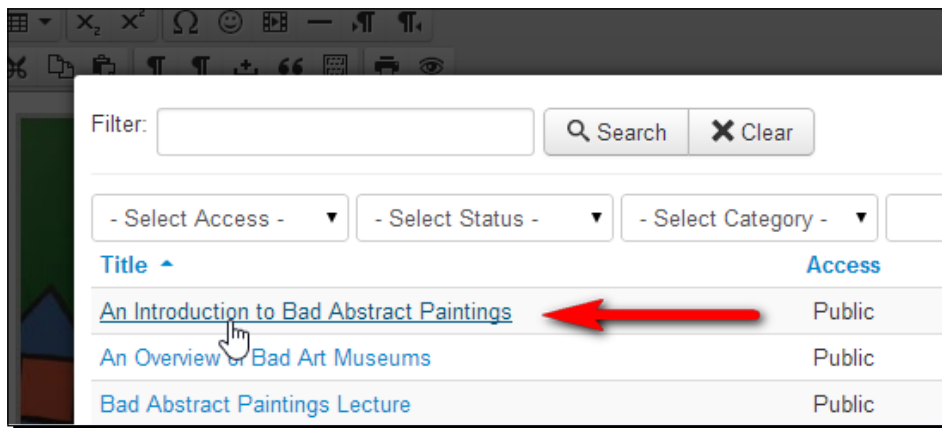 Filter:
Search
Clear
- Select Access -
- Select Status -
- Select Category -
Title
Access
An Introduction to Bad Abstract Paintings
Public
An Overview of Bad Art Museums
Public
Bad Abstract Paintings Lecture
Public